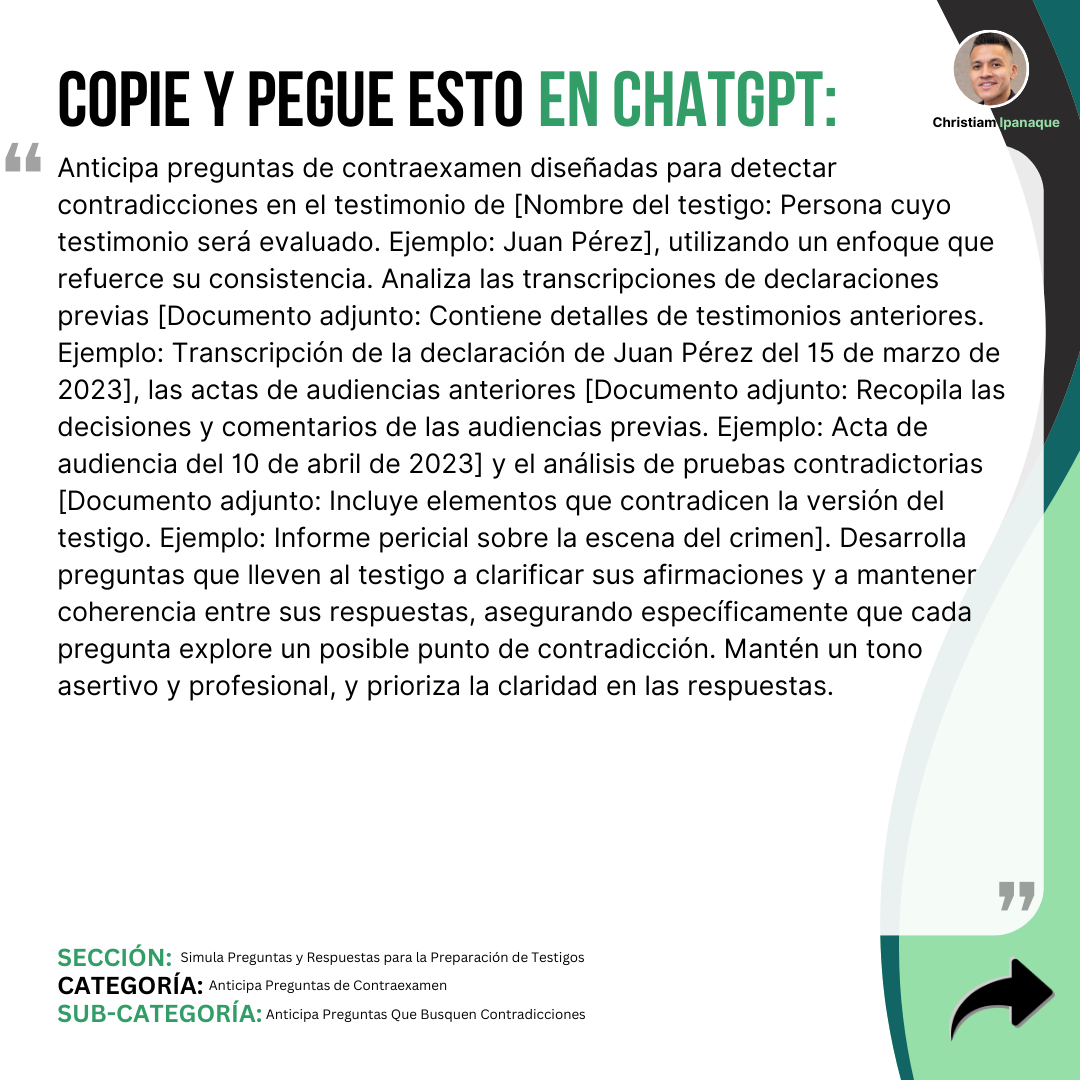 COPIE Y PEGUE ESTO EN CHATGPT:
Christiam Ipanaque
“
Anticipa preguntas de contraexamen diseñadas para detectar
contradicciones en el testimonio de [Nombre del testigo: Persona cuyo
testimonio será evaluado. Ejemplo: Juan Pérez], utilizando un enfoque que
refuerce su consistencia. Analiza las transcripciones de declaraciones
previas [Documento adjunto: Contiene detalles de testimonios anteriores.
Ejemplo: Transcripción de la declaración de Juan Pérez del 15 de marzo de
2023], las actas de audiencias anteriores [Documento adjunto: Recopila las
decisiones y comentarios de las audiencias previas. Ejemplo: Acta de
audiencia del 10 de abril de 2023] y el análisis de pruebas contradictorias
[Documento adjunto: Incluye elementos que contradicen la versión del
testigo. Ejemplo: Informe pericial sobre la escena del crimen]. Desarrolla
preguntas que lleven al testigo a clarificar sus afirmaciones y a mantener
coherencia entre sus respuestas, asegurando específicamente que cada
pregunta explore un posible punto de contradicción. Mantén un tono
asertivo y profesional, y prioriza la claridad en las respuestas.
”
SECCIÓN: Simula Preguntas y Respuestas para la Preparación de Testigos
CATEGORÍA: Anticipa Preguntas de Contraexamen
SUB-CATEGORÍA: Anticipa Preguntas Que Busquen Contradicciones